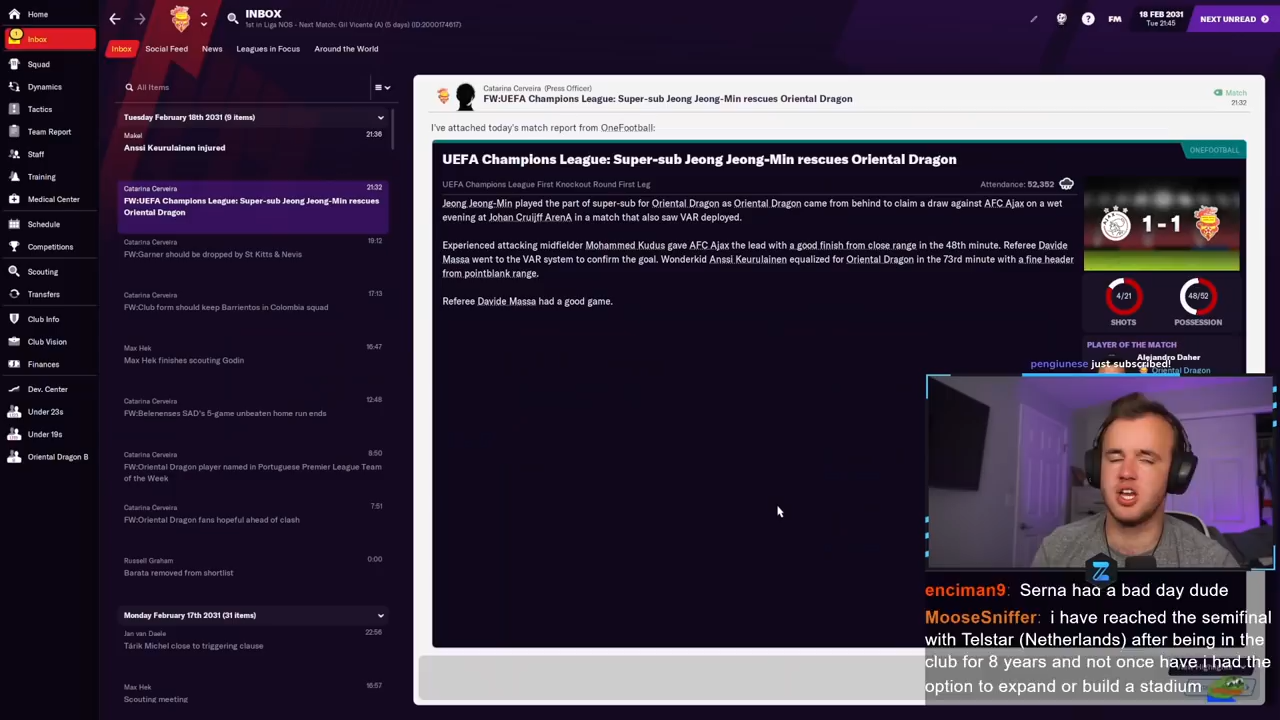 Home
INBOX
1st in Liga NOS - Next Match: Gil Vicente (A) (5 days) (ID:2000174617)
FM
18 FEB 2031
Tue 21:45
NEXT UNREAD
1
Inbox
Squad
Dynamics
Tactics
Team Report
Staff
Training
Medical Center
Schedule
Competitions
Scouting
Transfers
Club Info
Club Vision
Finances
Dev. Center
Under 23s
Under 19s
Oriental Dragon B
Inbox
Social Feed
News
Leagues in Focus
Around the World
All Items
Tuesday February 18th 2031 (9 items)
Makel
21:36
Anssi Keurulainen injured
Catarina Cerveira
21:32
FW:UEFA Champions League: Super-sub Jeong Jeong-Min rescues
Oriental Dragon
Catarina Cerveira
19:12
FW:Garner should be dropped by St Kitts & Nevis
Catarina Cerveira
17:13
FW:Club form should keep Barrientos in Colombia squad
Max Hek
16:47
Max Hek finishes scouting Godin
Catarina Cerveira
12:48
FW:Belenenses SAD's 5-game unbeaten home run ends
Catarina Cerveira
8:50
FW:Oriental Dragon player named in Portuguese Premier League Team
of the Week
Catarina Cerveira
7:51
FW:Oriental Dragon fans hopeful ahead of clash
Russell Graham
0:00
Barata removed from shortlist
Monday February 17th 2031 (31 items)
Jan van Daele
22:56
Tárik Michel close to triggering clause
Max Hek
16:57
Scouting meeting
Catarina Cerveira (Press Officer)
FW:UEFA Champions League: Super-sub Jeong Jeong-Min rescues Oriental Dragon
Match
21:32
I've attached today's match report from OneFootball:
ONEFOOTBALL
UEFA Champions League: Super-sub Jeong Jeong-Min rescues Oriental Dragon
UEFA Champions League First Knockout Round First Leg
Attendance: 52,352
Jeong Jeong-Min played the part of super-sub for Oriental Dragon as Oriental Dragon came from behind to claim a draw against AFC Ajax on a wet
evening at Johan Cruijff ArenA in a match that also saw VAR deployed.
Experienced attacking midfielder Mohammed Kudus gave AFC Ajax the lead with a good finish from close range in the 48th minute. Referee Davide
Massa went to the VAR system to confirm the goal. Wonderkid Anssi Keurulainen equalized for Oriental Dragon in the 73rd minute with a fine header
from pointblank range.
Referee Davide Massa had a good game.
1 - 1
4/21
SHOTS
48/52
POSSESSION
PLAYER OF THE MATCH
Alejandro Daher
Oriental Dragon
pengiunese just subscribed!
enciman9: Serna had a bad day dude
MooseSniffer: i have reached the semifinal
with Telstar (Netherlands) after being in the
club for 8 years and not once have i had the
option to expand or build a stadium